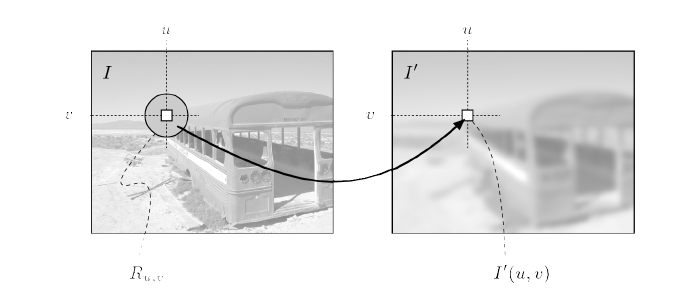 u u
I I′
v v
R_{u,v} I′(u, v)